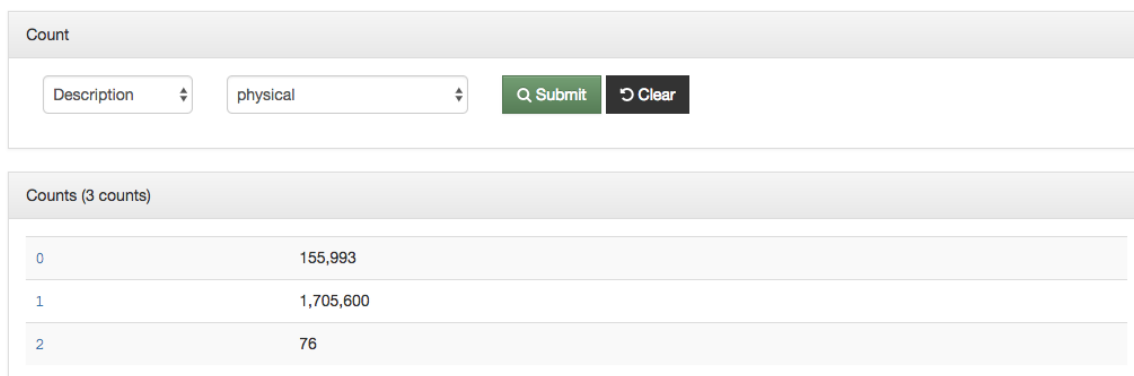 Count
Description physical Submit Clear
Counts (3 counts)
0 155,993
1 1,705,600
2 76